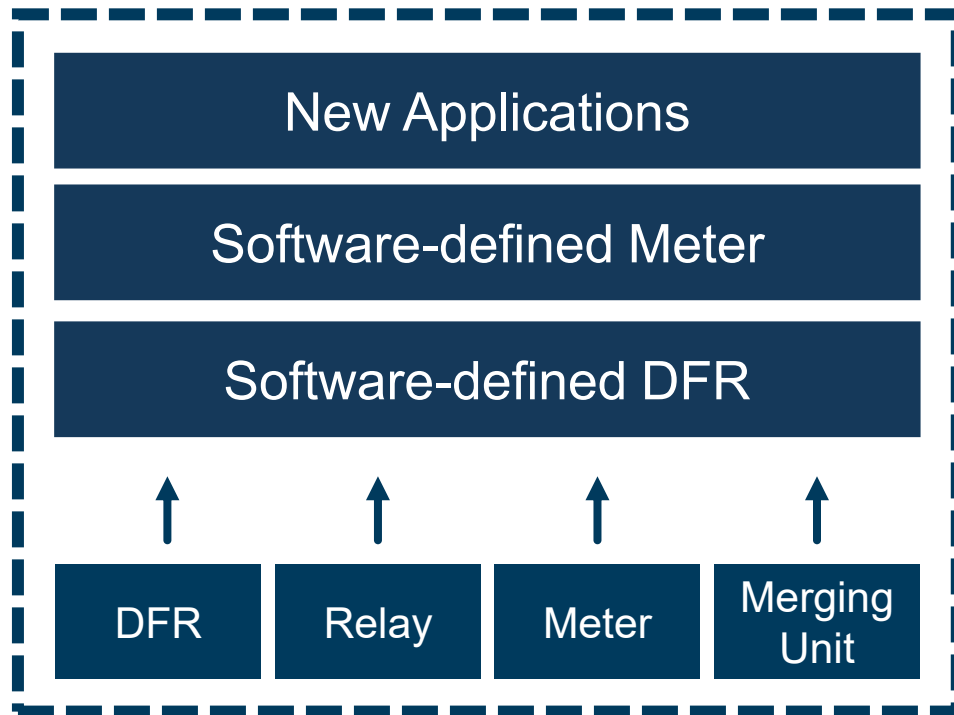 New Applications
Software-defined Meter
Software-defined DFR
DFR
Relay
Meter
Merging
Unit